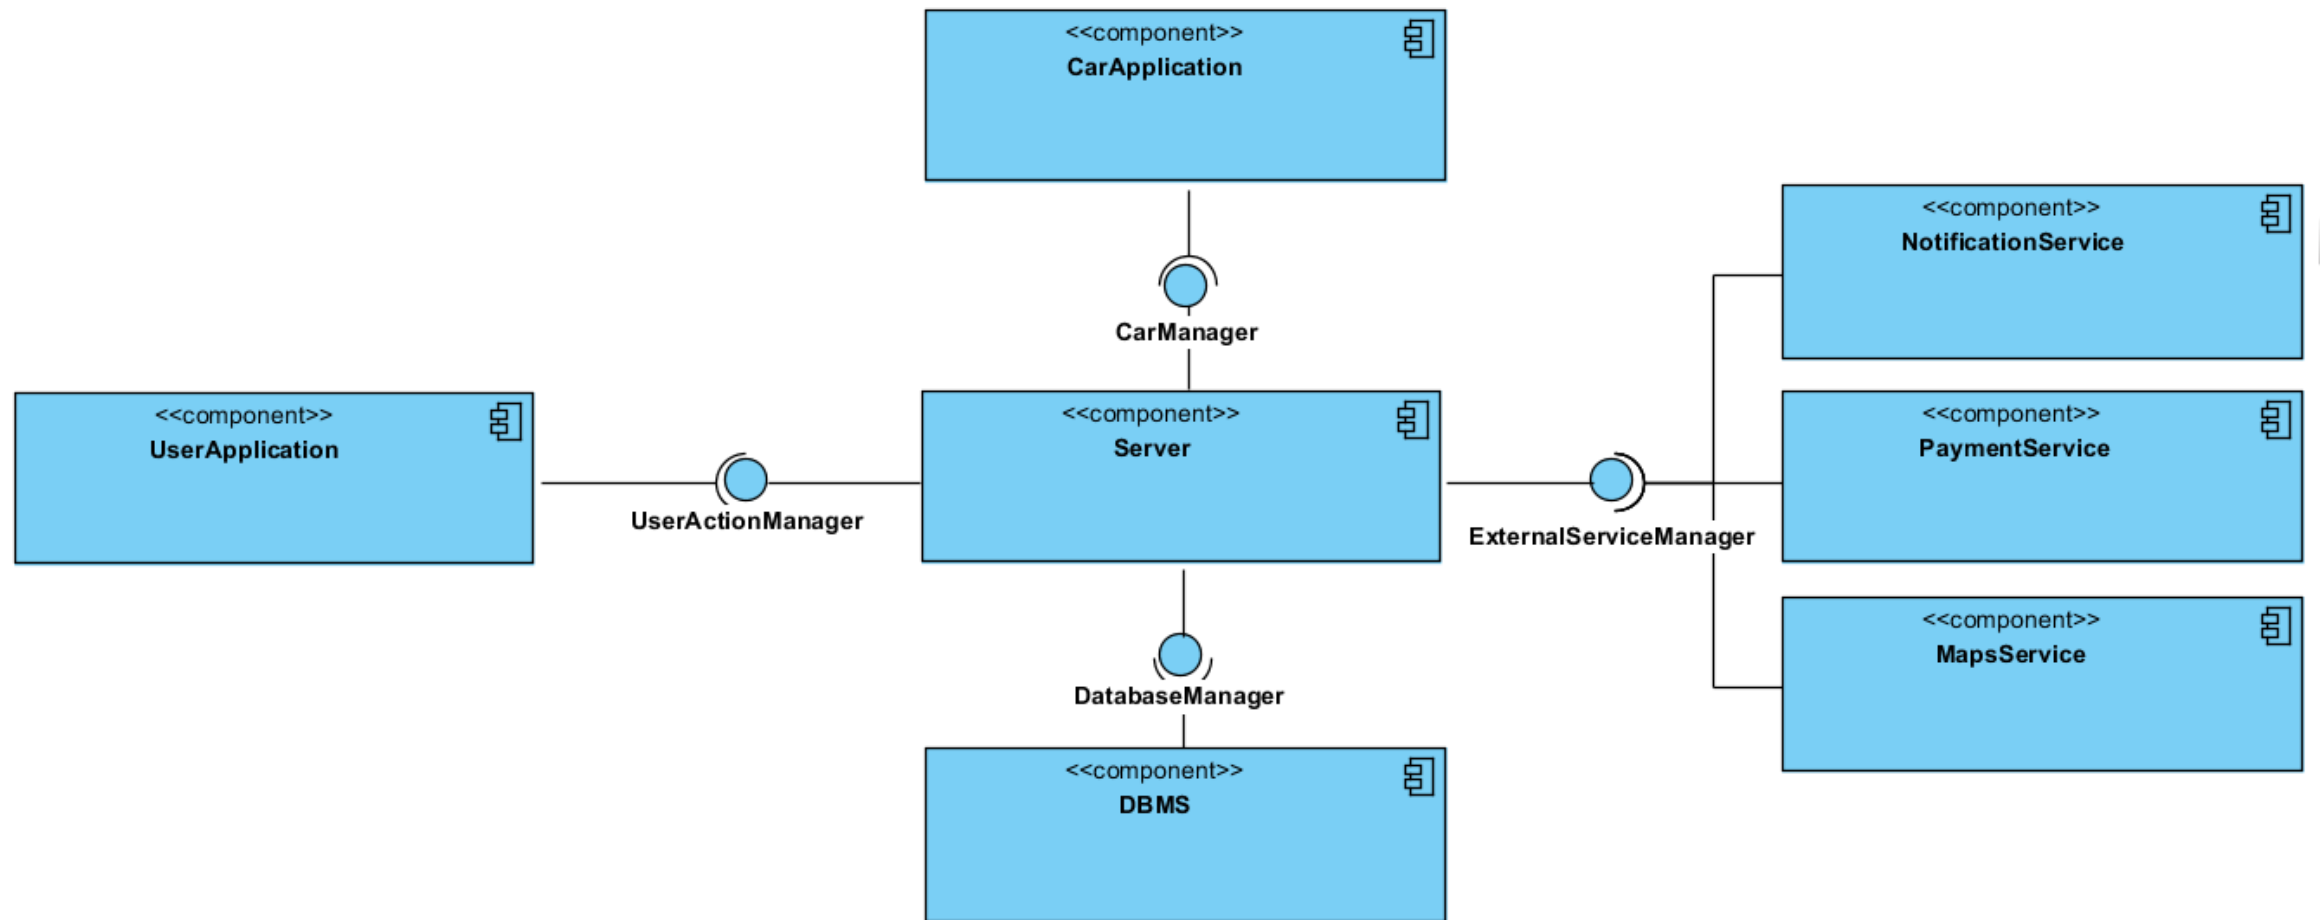 <<component>>
CarApplication
<<component>>
NotificationService
CarManager
<<component>>
UserApplication
<<component>>
Server
<<component>>
PaymentService
UserActionManager
ExternalServiceManager
<<component>>
MapsService
DatabaseManager
<<component>>
DBMS